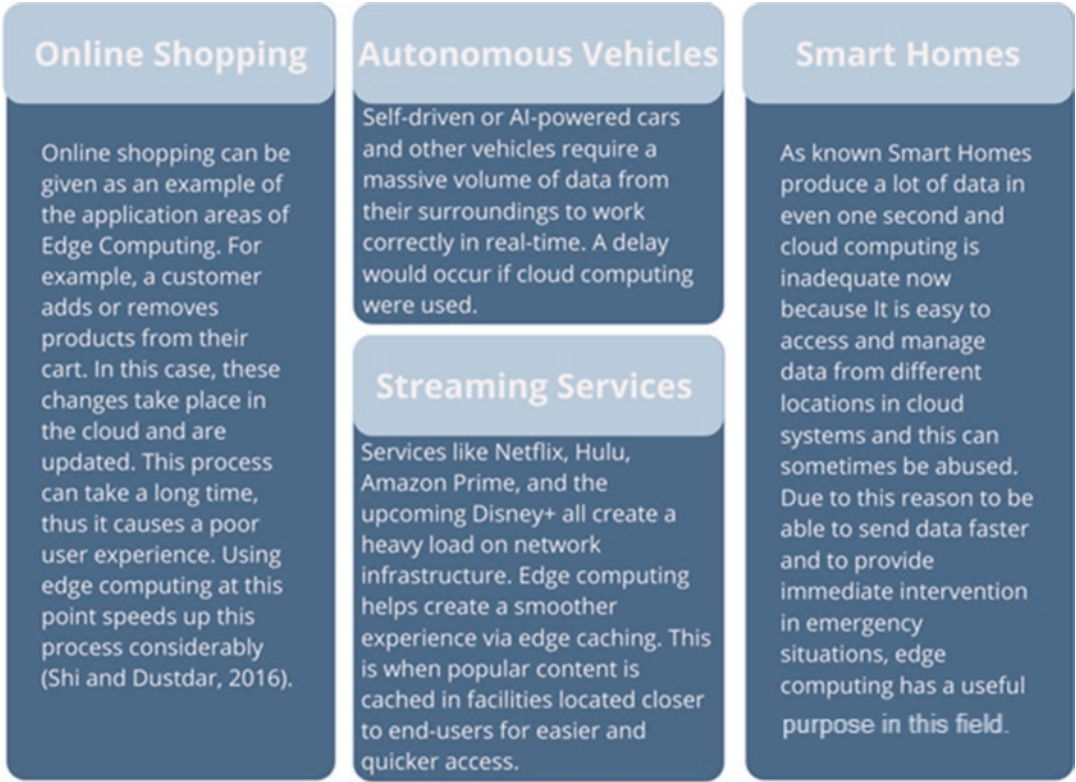 Online Shopping
Online shopping can be
given as an example of
the application areas of
Edge Computing. For
example, a customer
adds or removes
products from their
cart. In this case, these
changes take place in
the cloud and are
updated. This process
can take a long time,
thus it causes a poor
user experience. Using
edge computing at this
point speeds up this
process considerably
(Shi and Dustdar, 2016).
Autonomous Vehicles
Self-driven or AI-powered cars
and other vehicles require a
massive volume of data from
their surroundings to work
correctly in real-time. A delay
would occur if cloud computing
were used.
Streaming Services
Services like Netflix, Hulu,
Amazon Prime, and the
upcoming Disney+ all create a
heavy load on network
infrastructure. Edge computing
helps create a smoother
experience via edge caching. This
is when popular content is
cached in facilities located closer
to end-users for easier and
quicker access.
Smart Homes
As known Smart Homes
produce a lot of data in
even one second and
cloud computing is
inadequate now
because It is easy to
access and manage
data from different
locations in cloud
systems and this can
sometimes be abused.
Due to this reason to be
able to send data faster
and to provide
immediate intervention
in emergency
situations, edge
computing has a useful
purpose in this field.